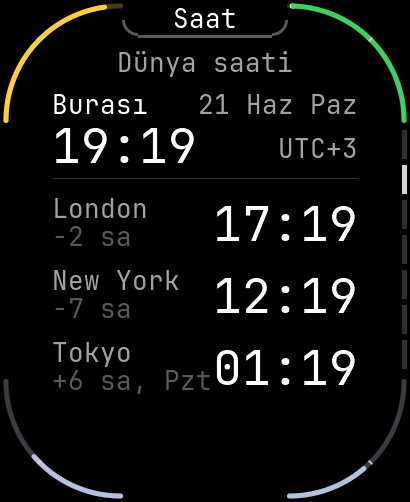 Saat
Dünya saati
Burası 21 Haz Paz
19:19 UTC+3
London
-2 sa 17:19
New York
-7 sa 12:19
Tokyo
+6 sa, Pzt 01:19